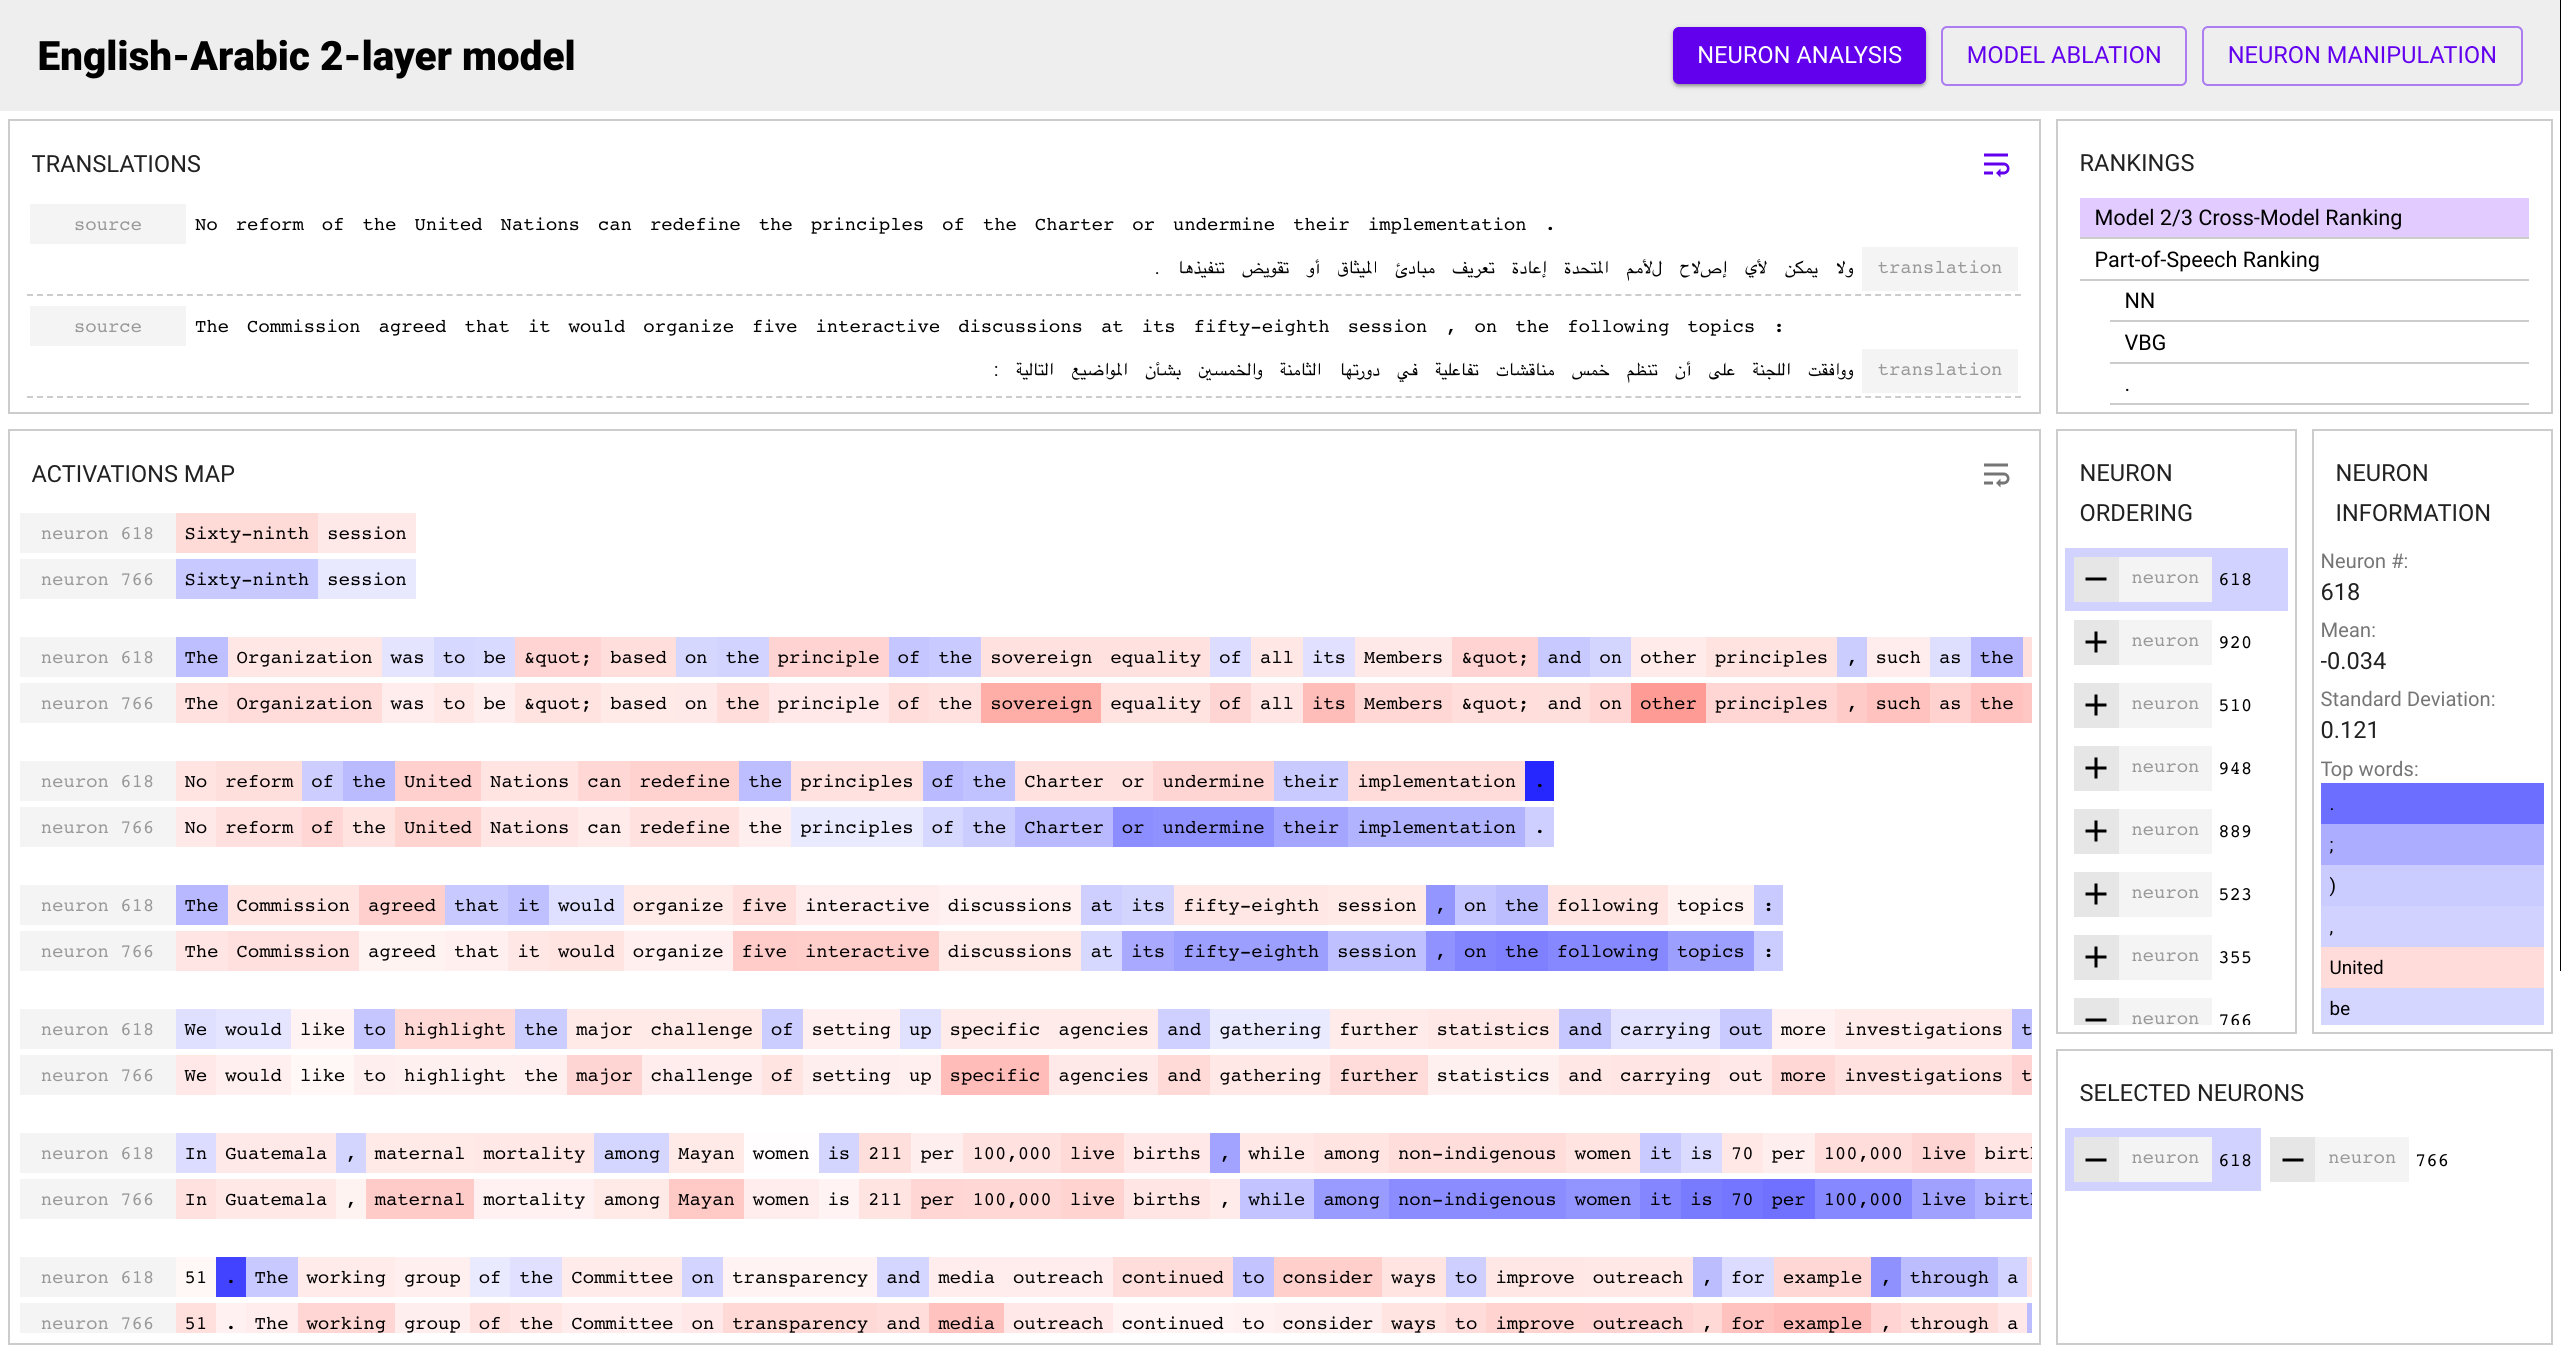 English-Arabic 2-layer model
NEURON ANALYSIS
MODEL ABLATION
NEURON MANIPULATION
TRANSLATIONS
source No reform of the United Nations can redefine the principles of the Charter or undermine their implementation .
translation ولا يمكن لأي إصلاح للأمم المتحدة إعادة تعريف مبادئ الميثاق أو تقويض تنفيذها .
source The Commission agreed that it would organize five interactive discussions at its fifty-eighth session , on the following topics :
translation ووافقت اللجنة على أن تنظم خمس مناقشات تفاعلية في دورتها الثامنة والخمسين بشأن المواضيع التالية :
RANKINGS
Model 2/3 Cross-Model Ranking
Part-of-Speech Ranking
NN
VBG
.
ACTIVATIONS MAP
neuron 618 Sixty-ninth session
neuron 766 Sixty-ninth session
neuron 618 The Organization was to be &quot; based on the principle of the sovereign equality of all its Members &quot; and on other principles , such as the
neuron 766 The Organization was to be &quot; based on the principle of the sovereign equality of all its Members &quot; and on other principles , such as the
neuron 618 No reform of the United Nations can redefine the principles of the Charter or undermine their implementation .
neuron 766 No reform of the United Nations can redefine the principles of the Charter or undermine their implementation .
neuron 618 The Commission agreed that it would organize five interactive discussions at its fifty-eighth session , on the following topics :
neuron 766 The Commission agreed that it would organize five interactive discussions at its fifty-eighth session , on the following topics :
neuron 618 We would like to highlight the major challenge of setting up specific agencies and gathering further statistics and carrying out more investigations t
neuron 766 We would like to highlight the major challenge of setting up specific agencies and gathering further statistics and carrying out more investigations t
neuron 618 In Guatemala , maternal mortality among Mayan women is 211 per 100,000 live births , while among non-indigenous women it is 70 per 100,000 live birt
neuron 766 In Guatemala , maternal mortality among Mayan women is 211 per 100,000 live births , while among non-indigenous women it is 70 per 100,000 live birt
neuron 618 51 . The working group of the Committee on transparency and media outreach continued to consider ways to improve outreach , for example , through a
neuron 766 51 . The working group of the Committee on transparency and media outreach continued to consider ways to improve outreach , for example , through a
NEURON
ORDERING
neuron 618
neuron 920
neuron 510
neuron 948
neuron 889
neuron 523
neuron 355
neuron 766
NEURON
INFORMATION
Neuron #:
618
Mean:
-0.034
Standard Deviation:
0.121
Top words:
.
;
)
,
United
be
SELECTED NEURONS
neuron 618 neuron 766